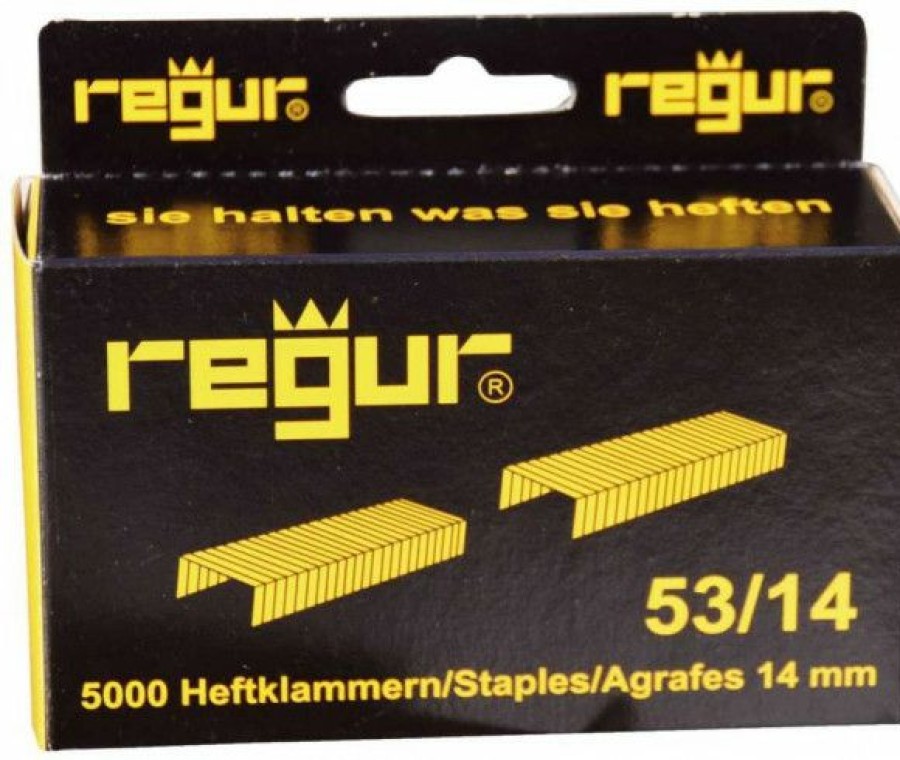 regur® regur®
sie halten was sie heften
regur®
53/14
5000 Heftklammern/Staples/Agrafes 14 mm